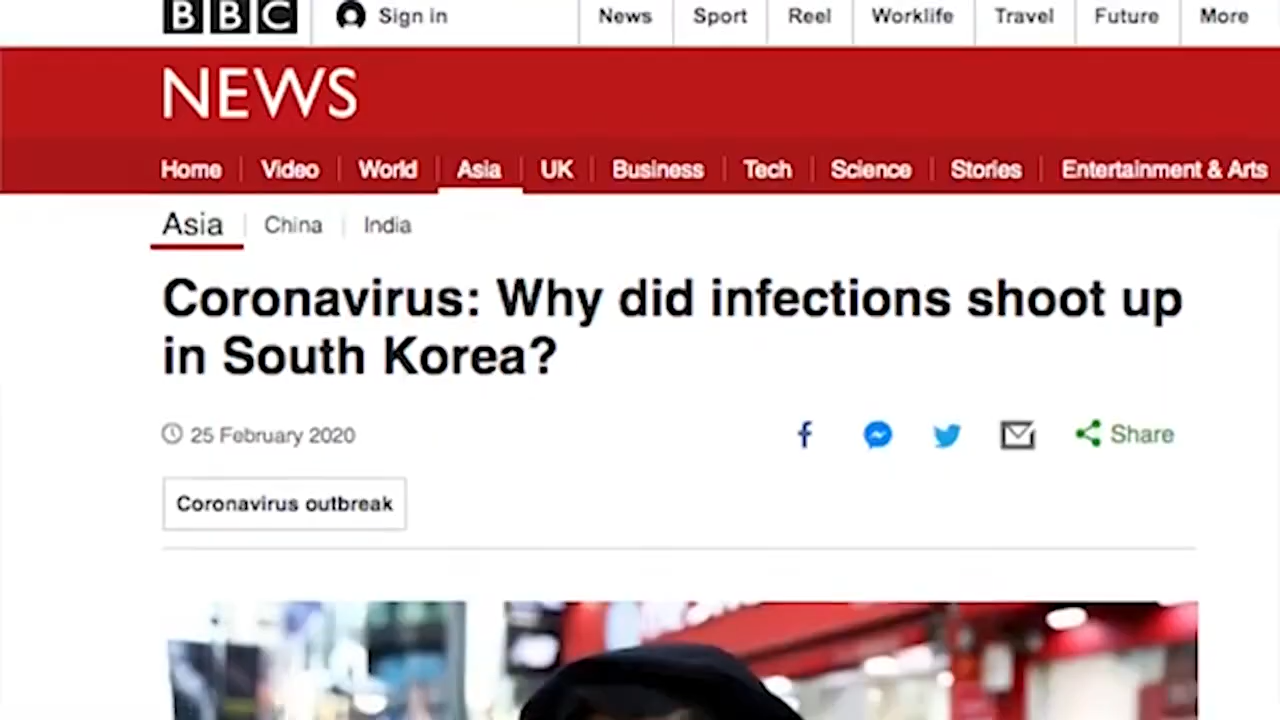 BBC Sign in News Sport Reel Worklife Travel Future More
NEWS
Home Video World Asia UK Business Tech Science Stories Entertainment & Arts
Asia China India
Coronavirus: Why did infections shoot up
in South Korea?
25 February 2020 Share
Coronavirus outbreak